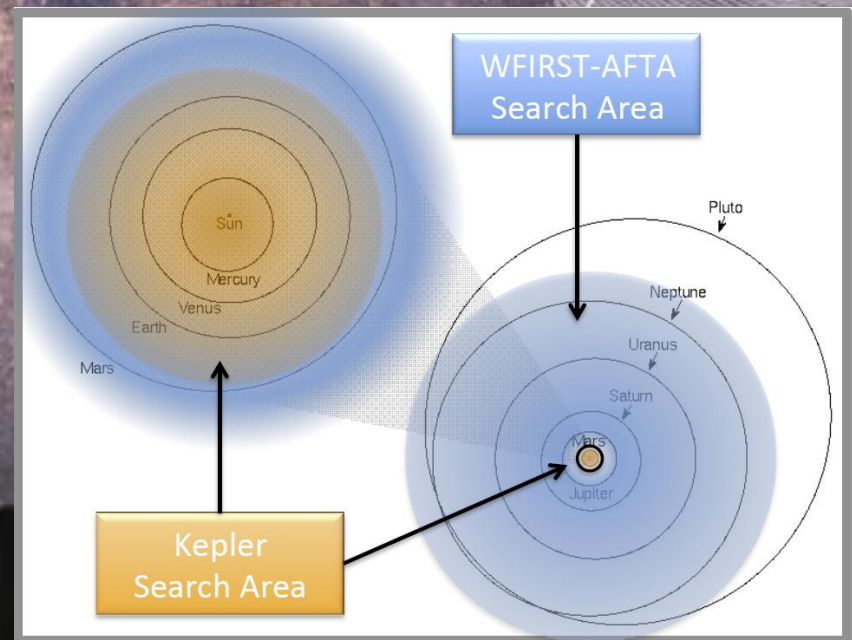 WFIRST-AFTA
Search Area
Sun
Mercury
Venus
Earth
Mars
Pluto
Neptune
Uranus
Saturn
Mars
Jupiter
Kepler
Search Area